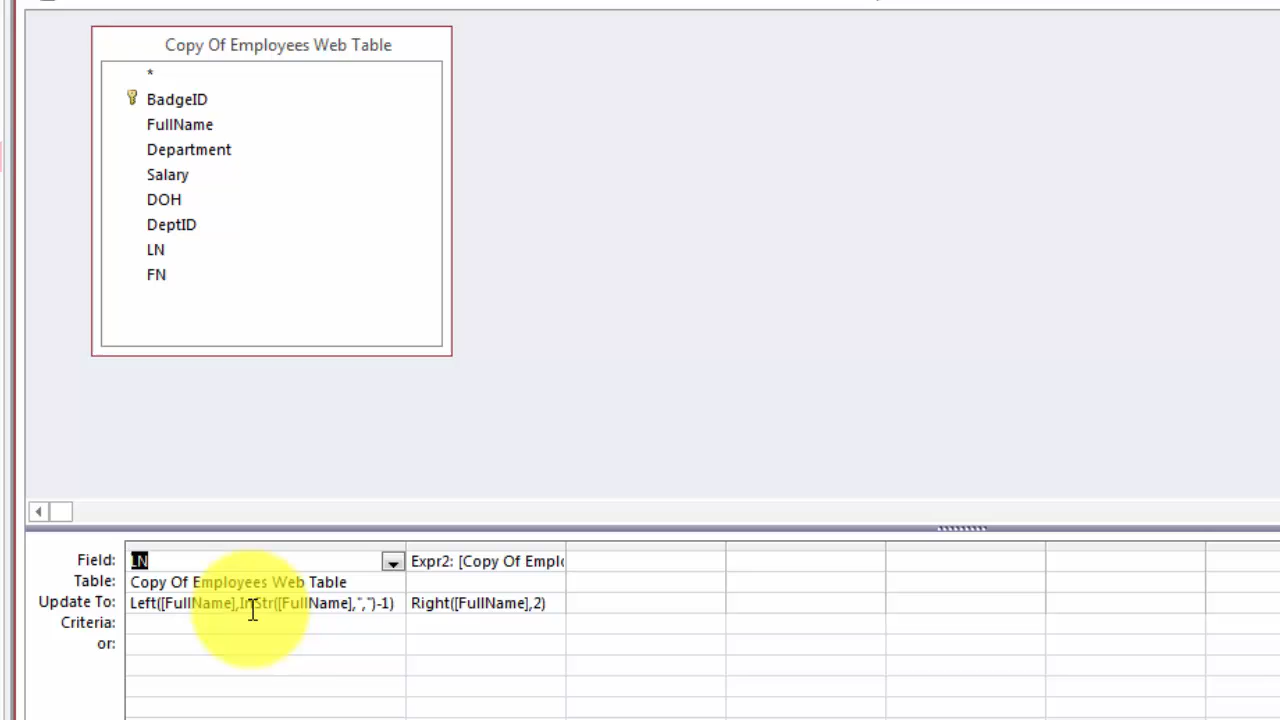 Copy Of Employees Web Table
*
BadgeID
FullName
Department
Salary
DOH
DeptID
LN
FN
Field: LN Expr2: [Copy Of Emplo
Table: Copy Of Employees Web Table
Update To: Left([FullName],InStr([FullName],",")-1) Right([FullName],2)
Criteria:
or: